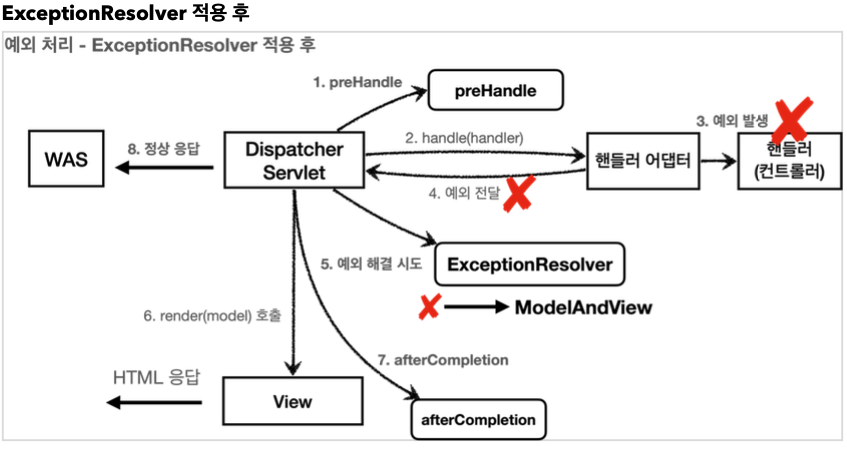 ExceptionResolver 적용 후
예외 처리 - ExceptionResolver 적용 후
1. preHandle
preHandle
3. 예외 발생
WAS
8. 정상 응답
Dispatcher
Servlet
2. handle(handler)
핸들러 어댑터
핸들러
(컨트롤러)
4. 예외 전달
5. 예외 해결 시도
ExceptionResolver
ModelAndView
6. render(model) 호출
7. afterCompletion
HTML 응답
View
afterCompletion